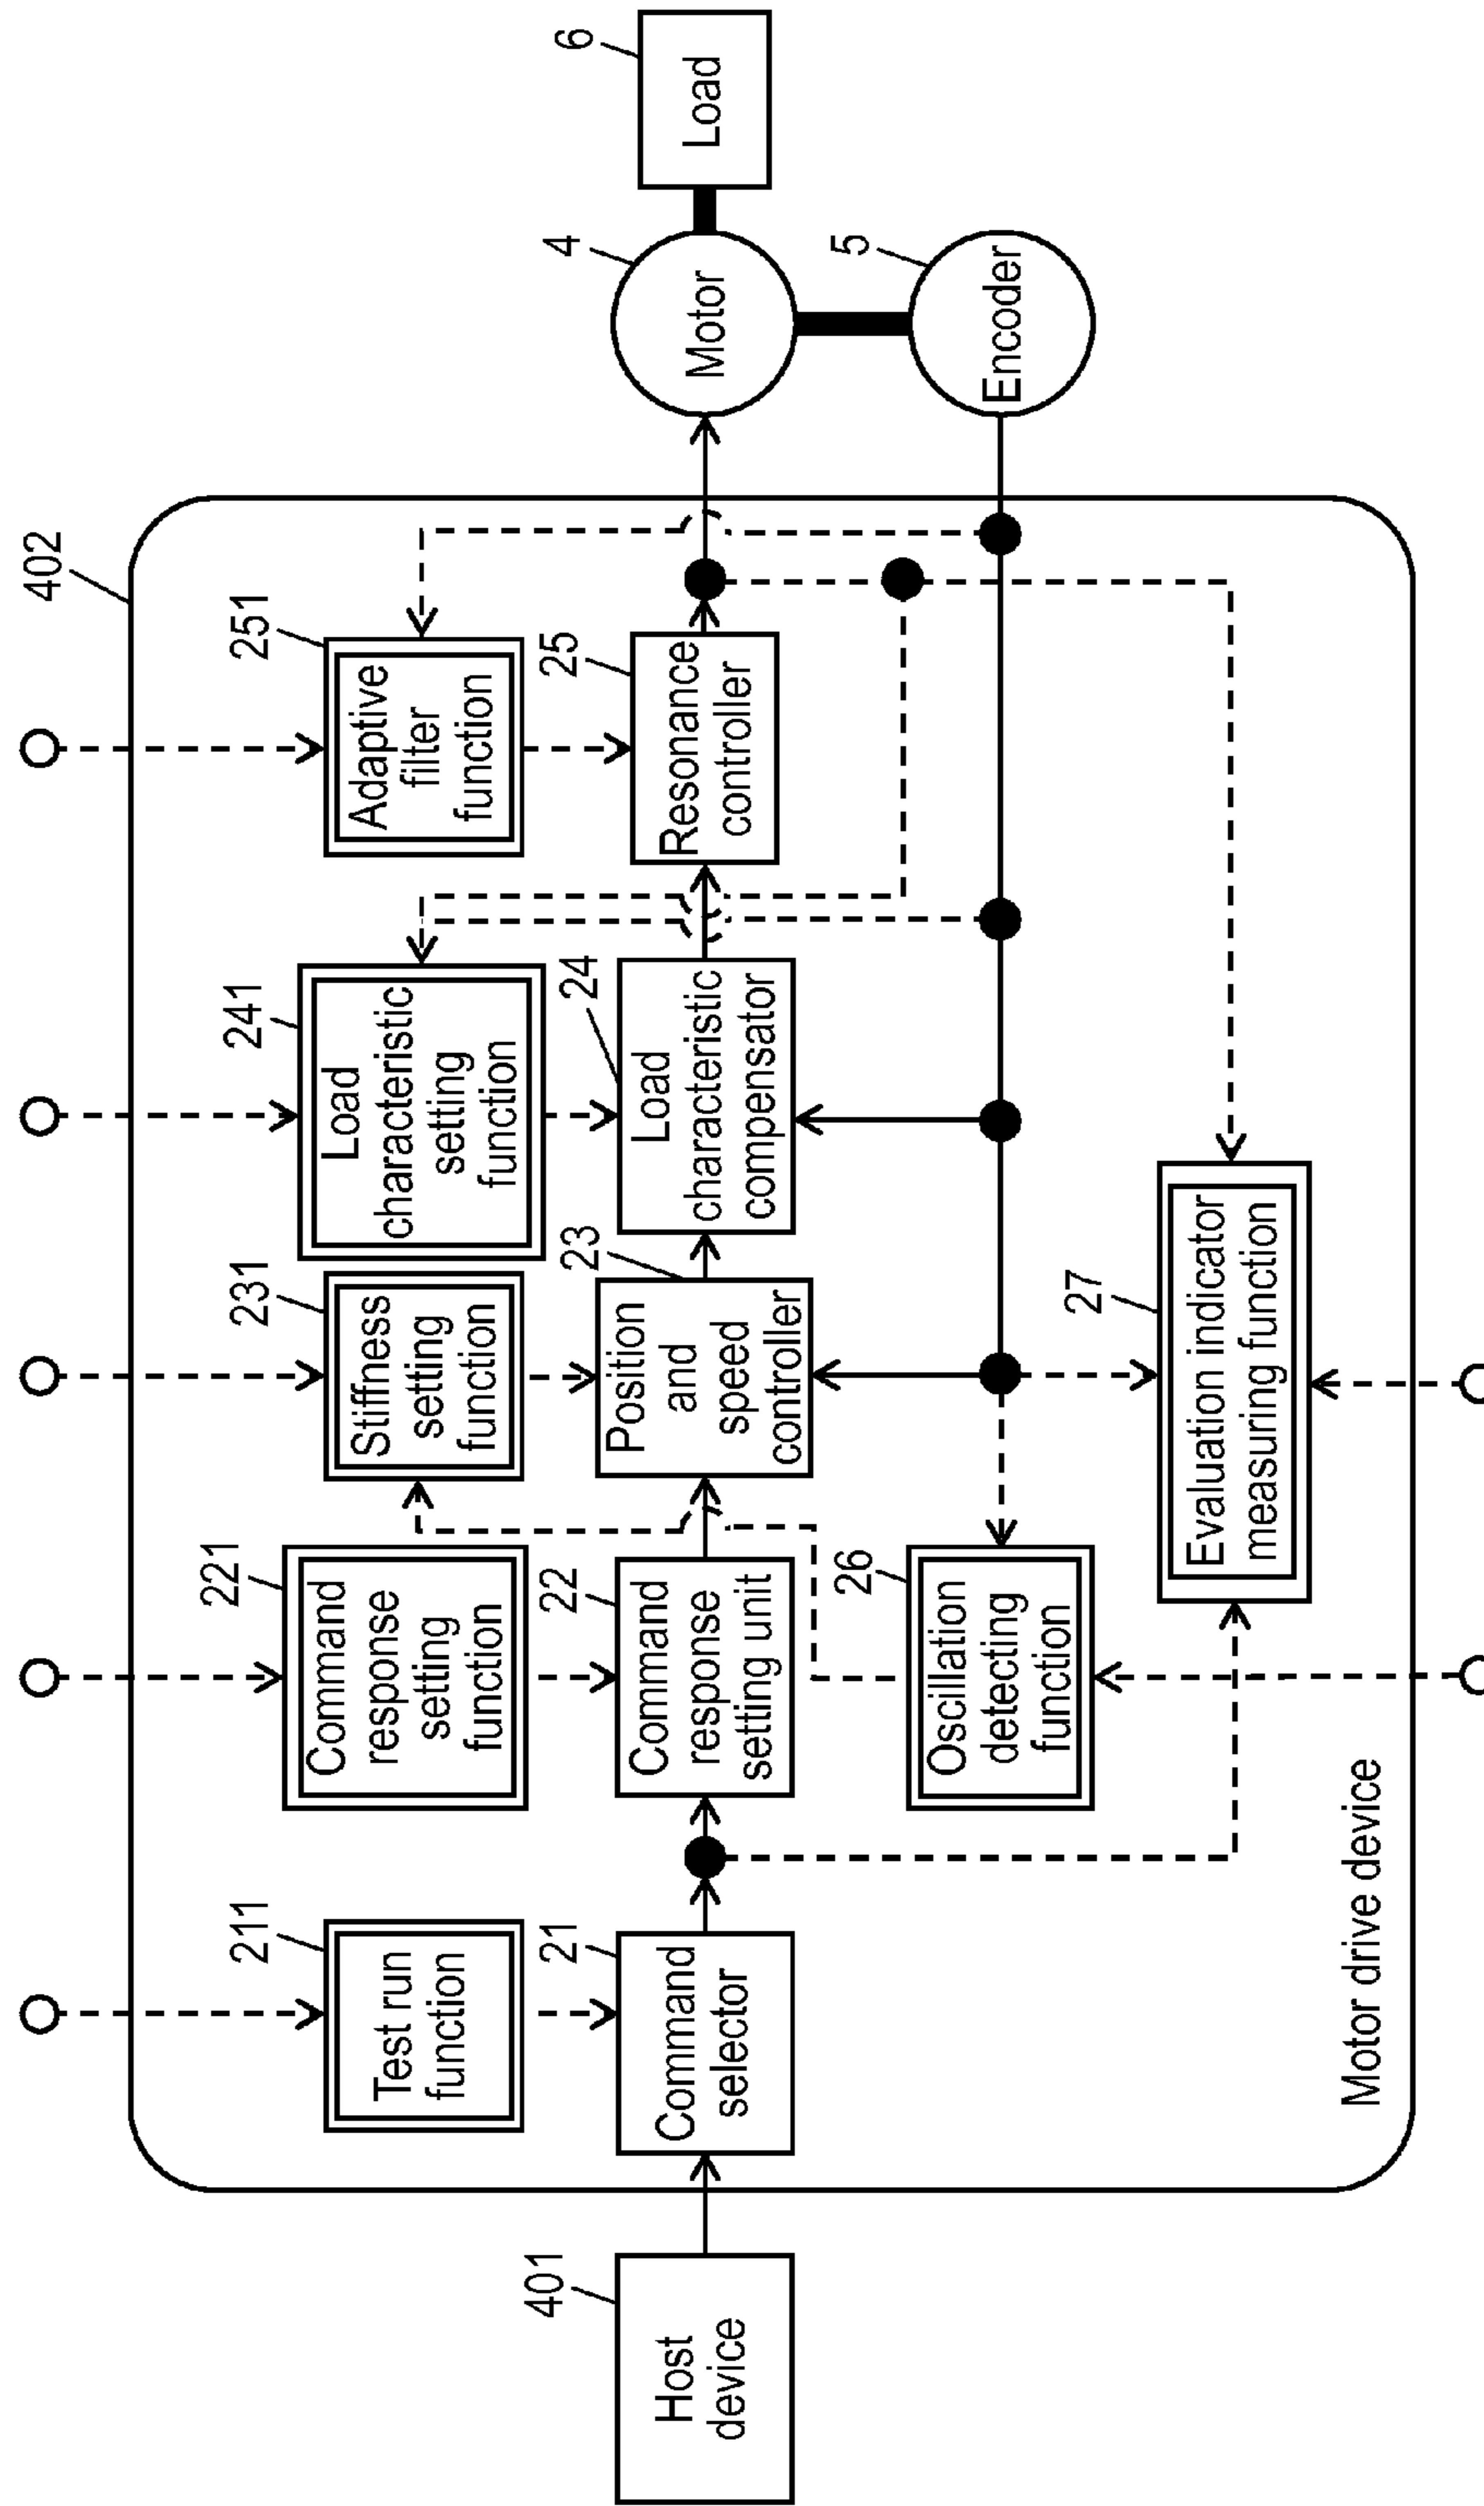 402
211
Test run
function
221
Command
response
setting
function
231
Stiffness
setting
function
241
Load
characteristic
setting
function
251
Adaptive
filter
function
401
Host
device
21
Command
selector
22
Command
response
setting unit
23
Position
and
speed
controller
24
Load
characteristic
compensator
25
Resonance
controller
4
Motor
6
Load
5
Encoder
26
Oscillation
detecting
function
27
Evaluation indicator
measuring function
Motor drive device